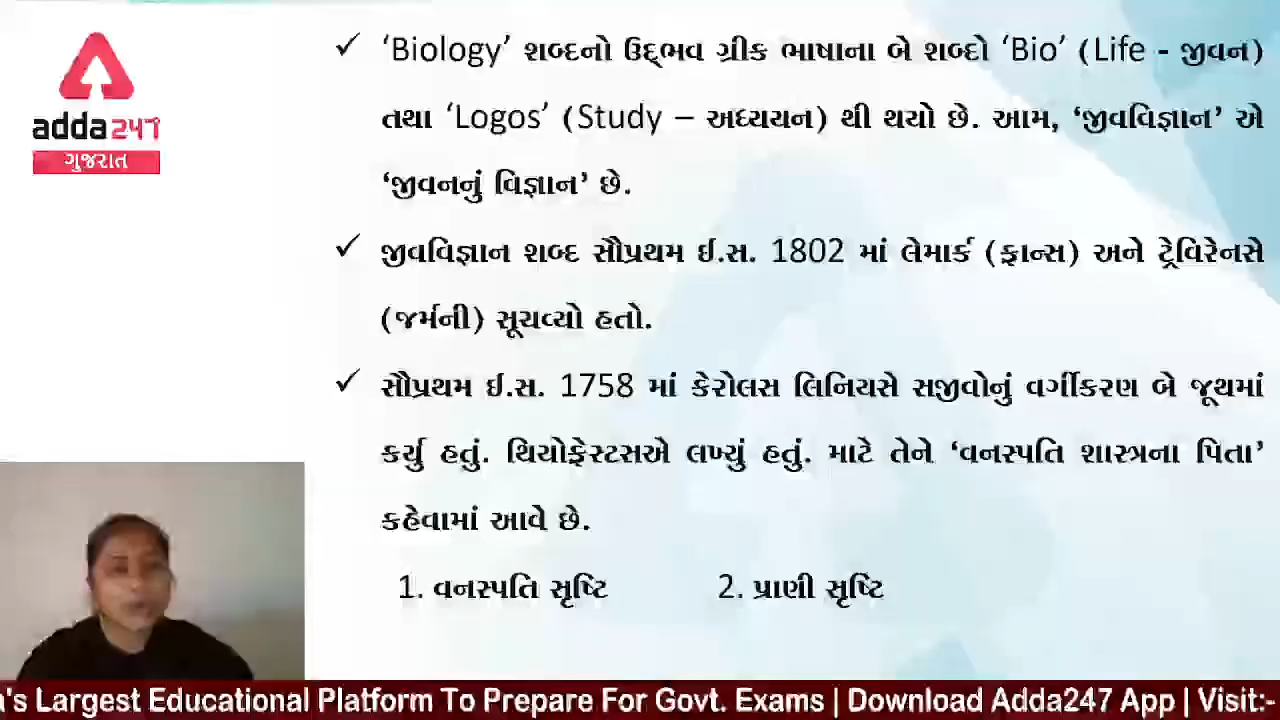 adda247
ગુજરાત
✓ ‘Biology’ શબ્દનો ઉદ્ભવ ગ્રીક ભાષાના બે શબ્દો ‘Bio’ (Life - જીવન)
તથા ‘Logos’ (Study – અધ્યયન) થી થયો છે. આમ, ‘જીવવિજ્ઞાન’ એ
‘જીવનનું વિજ્ઞાન’ છે.
✓ જીવવિજ્ઞાન શબ્દ સૌપ્રથમ ઈ.સ. 1802 માં લેમાર્ક (ફ્રાન્સ) અને ટ્રેવિરેનસે
(જર્મની) સૂચવ્યો હતો.
✓ સૌપ્રથમ ઈ.સ. 1758 માં કેરોલસ લિનિયસે સજીવોનું વર્ગીકરણ બે જૂથમાં
કર્યુ હતું. થિયોફ્રેસ્ટસએ લખ્યું હતું. માટે તેને ‘વનસ્પતિ શાસ્ત્રના પિતા’
કહેવામાં આવે છે.
1. વનસ્પતિ સૃષ્ટિ 2. પ્રાણી સૃષ્ટિ
a's Largest Educational Platform To Prepare For Govt. Exams | Download Adda247 App | Visit:-